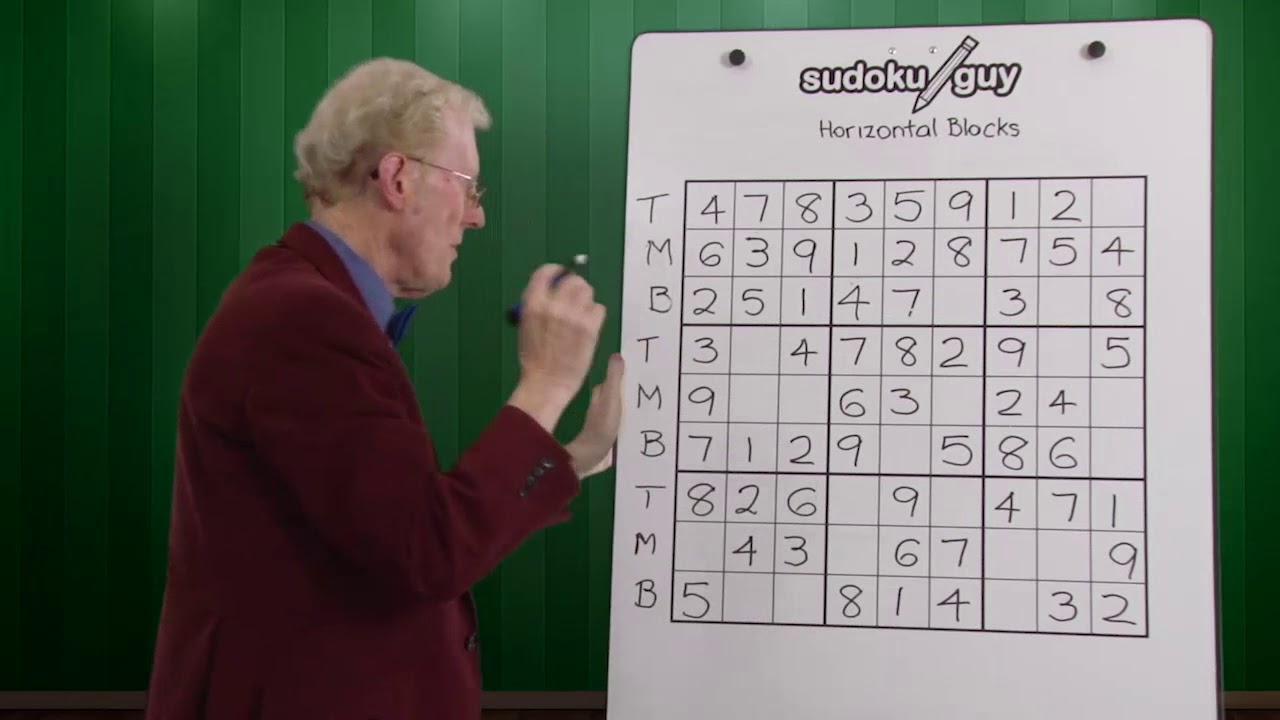 sudoku guy
Horizontal Blocks
T 4 7 8 3 5 9 1 2
M 6 3 9 1 2 8 7 5 4
B 2 5 1 4 7 3 8
T 3 4 7 8 2 9 5
M 9 6 3 2 4
B 7 1 2 9 5 8 6
T 8 2 6 9 4 7 1
M 4 3 6 7 9
B 5 8 1 4 3 2